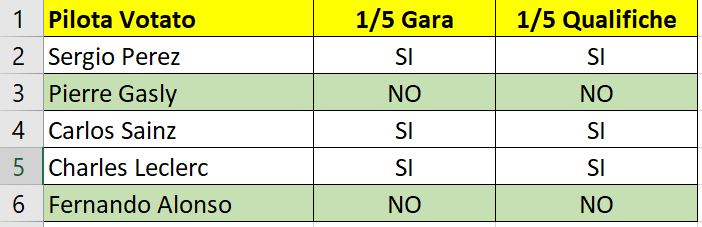 1 Pilota Votato 1/5 Gara 1/5 Qualifiche
2 Sergio Perez SI SI
3 Pierre Gasly NO NO
4 Carlos Sainz SI SI
5 Charles Leclerc SI SI
6 Fernando Alonso NO NO